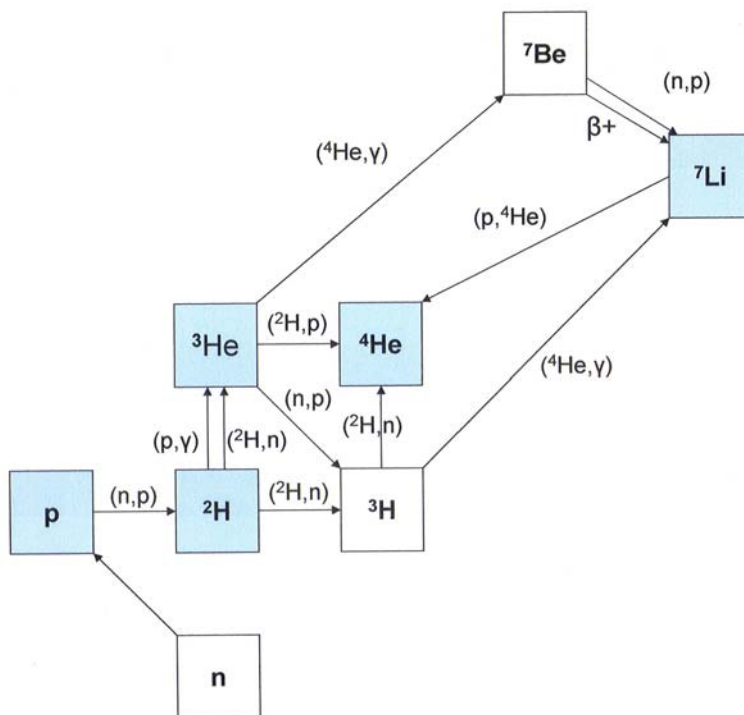 ⁷Be
(n,p)
β+
(⁴He,γ)
⁷Li
(p,⁴He)
³He
(²H,p)
⁴He
(⁴He,γ)
(n,p)
(p,γ)
(²H,n)
(²H,n)
p
(n,p)
²H
(²H,n)
³H
n